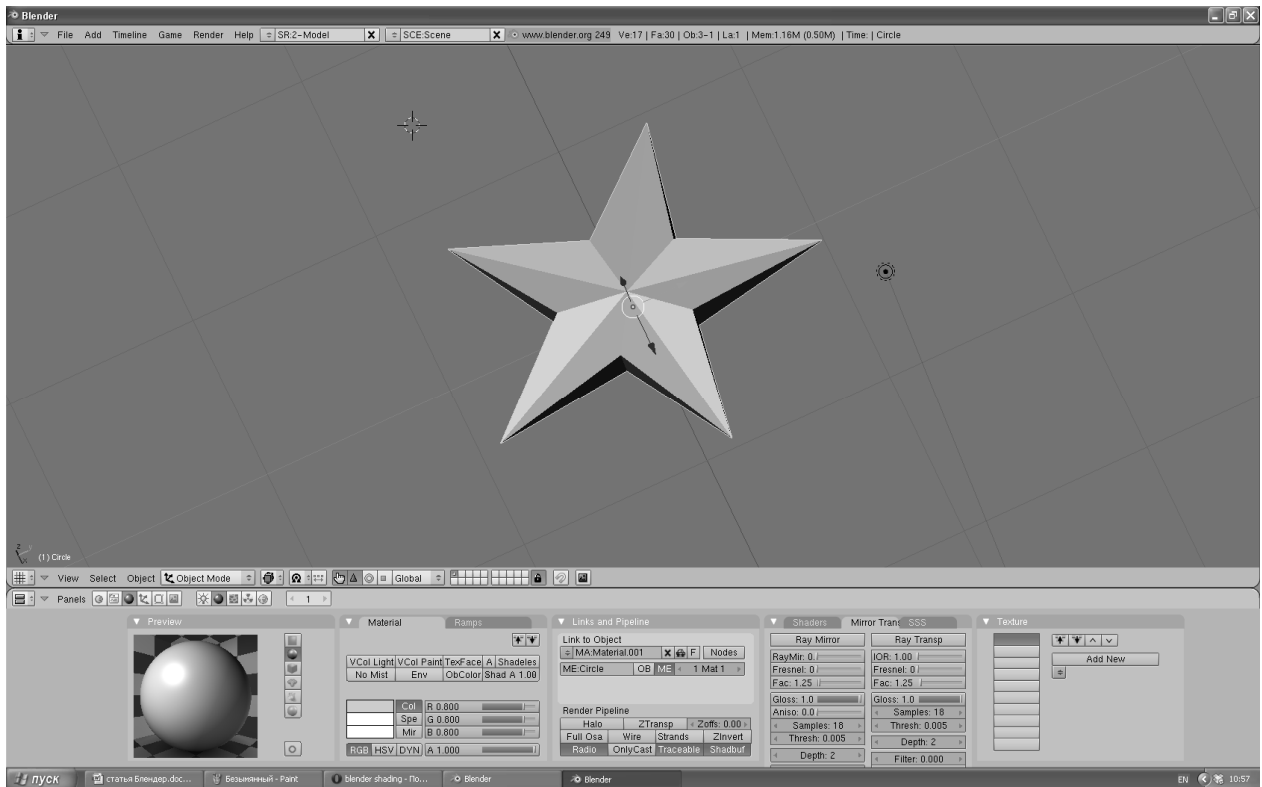 Blender
File Add Timeline Game Render Help SR:2-Model X SCE:Scene X www.blender.org 249 Ve:17 | Fa:30 | Ob:3-1 | La:1 | Mem:1.16M (0.50M) | Time: | Circle
(1) Circle
View Select Object Object Mode Global
Panels 1
Preview
Material Ramps
VCol Light VCol Paint TexFace A Shadeles
No Mist Env ObColor Shad A 1.00
Col R 0.800
Spe G 0.800
Mir B 0.800
RGB HSV DYN A 1.000
Links and Pipeline
Link to Object
MA:Material.001 X F Nodes
ME:Circle OB ME 1 Mat 1
Render Pipeline
Halo ZTransp Zoffs: 0.00
Full Osa Wire Strands ZInvert
Radio OnlyCast Traceable Shadbuf
Shaders Mirror Trans SSS
Ray Mirror Ray Transp
RayMir: 0. IOR: 1.00
Fresnel: 0 Fresnel: 0
Fac: 1.25 Fac: 1.25
Gloss: 1.0 Gloss: 1.0
Aniso: 0.0 Samples: 18
Samples: 18 Thresh: 0.005
Thresh: 0.005 Depth: 2
Depth: 2 Filter: 0.000
Texture
Add New
пуск статья Блендер.doc... Безымянный - Paint blender shading - По... Blender Blender EN 10:57